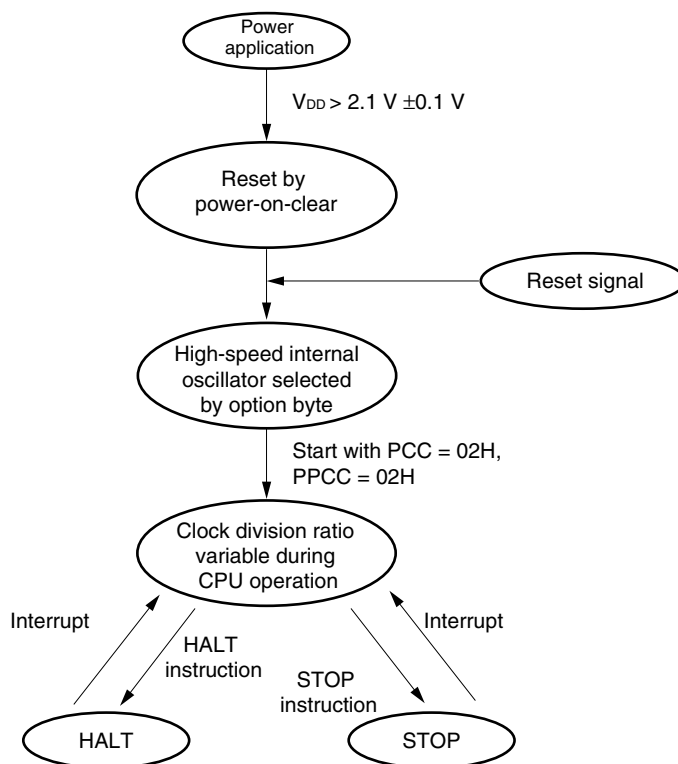 Power
application
VDD > 2.1 V ±0.1 V
Reset by
power-on-clear
Reset signal
High-speed internal
oscillator selected
by option byte
Start with PCC = 02H,
PPCC = 02H
Clock division ratio
variable during
CPU operation
Interrupt
Interrupt
HALT
instruction
STOP
instruction
HALT
STOP